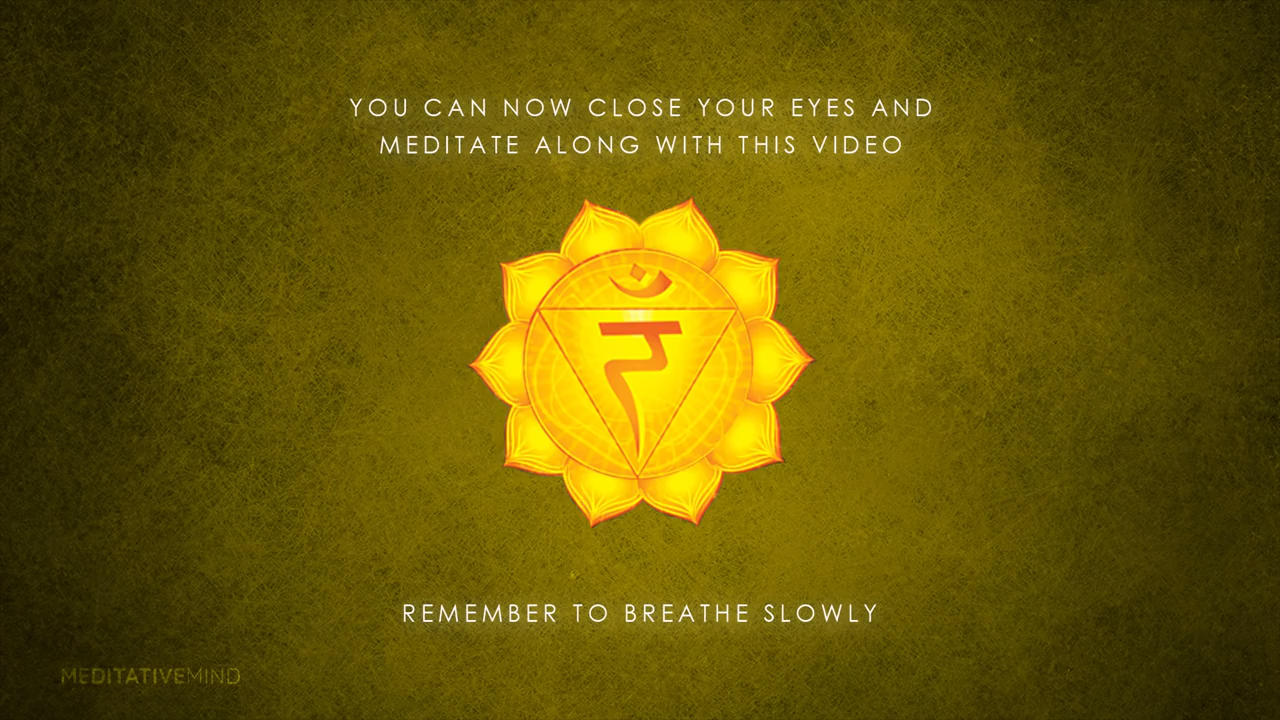 YOU CAN NOW CLOSE YOUR EYES AND
MEDITATE ALONG WITH THIS VIDEO
रं
REMEMBER TO BREATHE SLOWLY
MEDITATIVEMIND